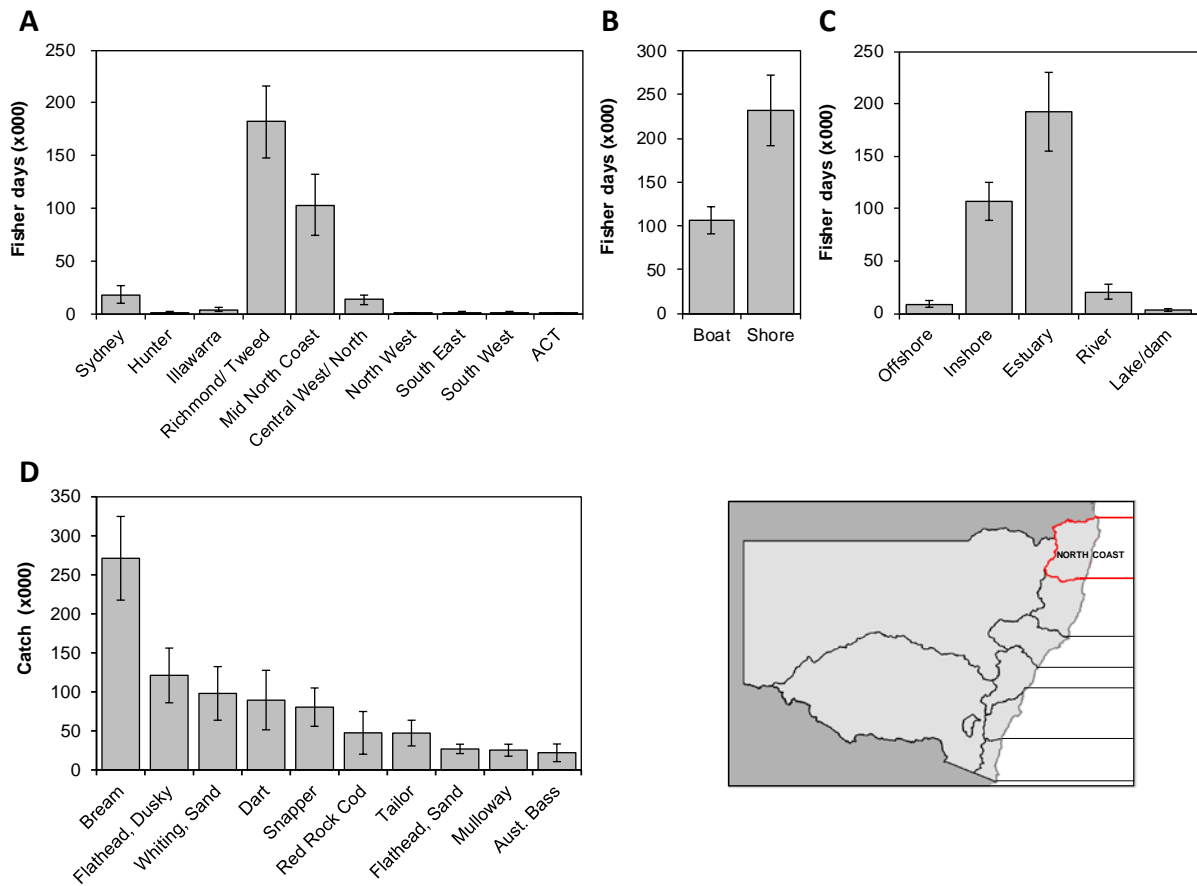 A
Fisher days (x000)
250
200
150
100
50
0
Sydney
Hunter
Illawarra
Richmond/ Tweed
Mid North Coast
Central West/ North
North West
South East
South West
ACT
B
Fisher days (x000)
300
250
200
150
100
50
0
Boat
Shore
C
Fisher days (x000)
250
200
150
100
50
0
Offshore
Inshore
Estuary
River
Lake/dam
D
Catch (x000)
350
300
250
200
150
100
50
0
Bream
Flathead, Dusky
Whiting, Sand
Dart
Snapper
Red Rock Cod
Tailor
Flathead, Sand
Mulloway
Aust. Bass
NORTH COAST